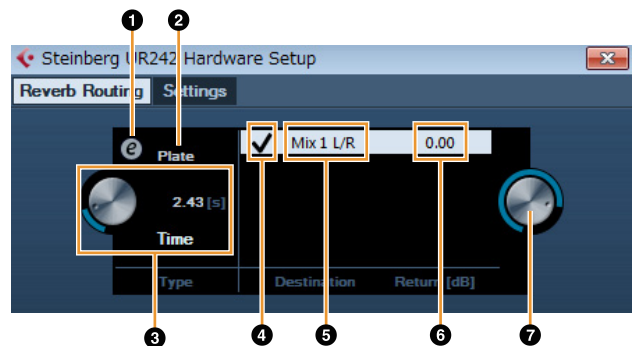 1 2
Steinberg UR242 Hardware Setup
Reverb Routing Settings
e Plate ✓ Mix 1 L/R 0.00
2.43 [s]
Time
Type Destination Return [dB]
3 4 5 6 7